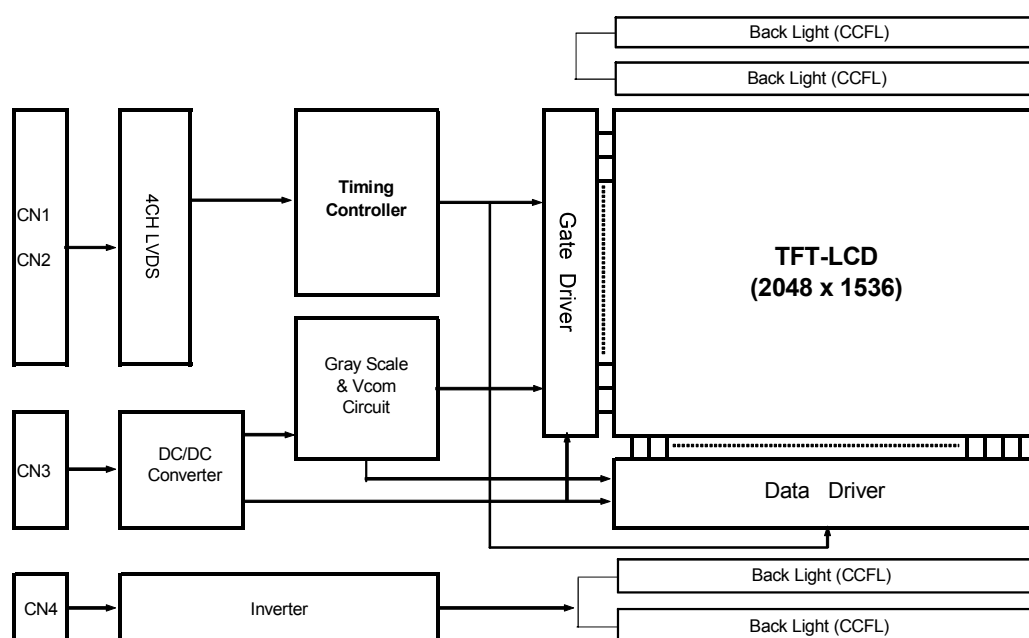 Back Light (CCFL)
Back Light (CCFL)
CN1
CN2
4CH LVDS
Timing
Controller
Gate Driver
TFT-LCD
(2048 x 1536)
Gray Scale
& Vcom
Circuit
CN3
DC/DC
Converter
Data Driver
CN4
Inverter
Back Light (CCFL)
Back Light (CCFL)